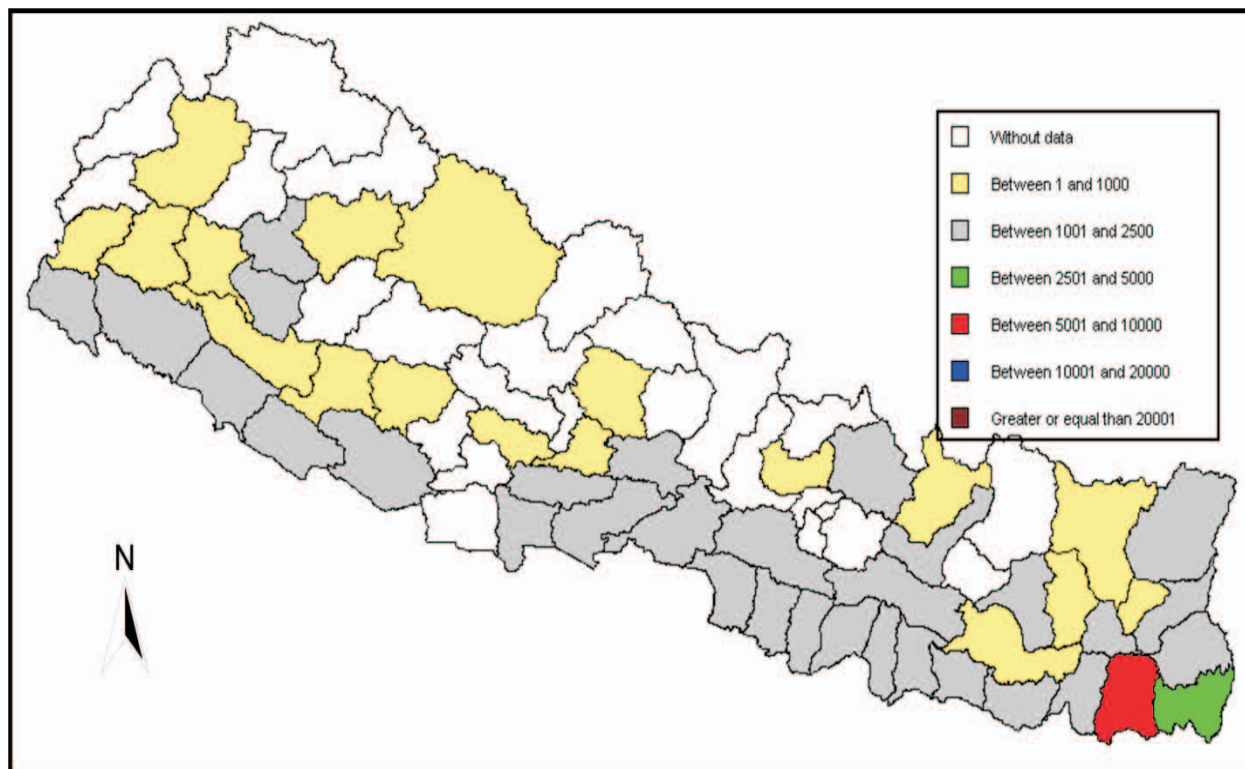 Without data
Between 1 and 1000
Between 1001 and 2500
Between 2501 and 5000
Between 5001 and 10000
Between 10001 and 20000
Greater or equal than 20001
N